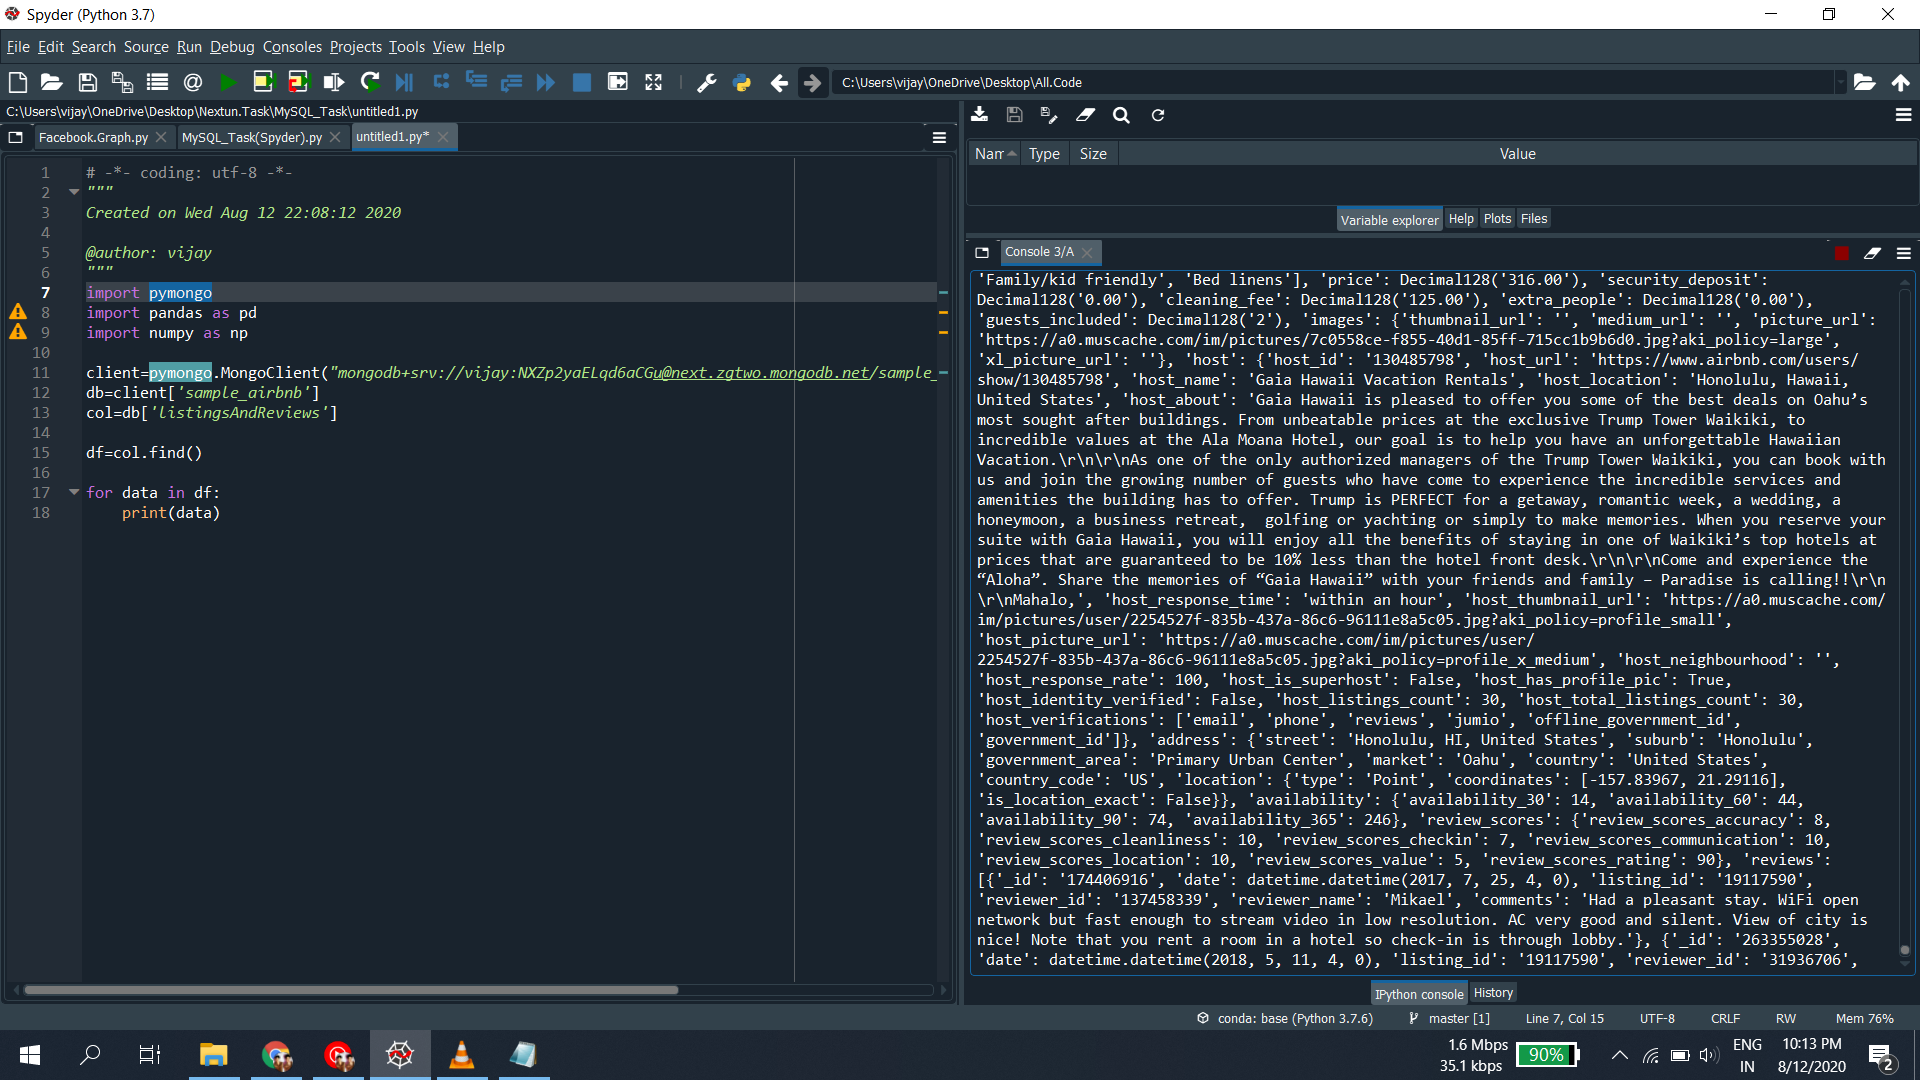 Spyder (Python 3.7)
File Edit Search Source Run Debug Consoles Projects Tools View Help
C:\Users\vijay\OneDrive\Desktop\All.Code
C:\Users\vijay\OneDrive\Desktop\Nextun.Task\MySQL_Task\untitled1.py
Facebook.Graph.py MySQL_Task(Spyder).py untitled1.py*
1 # -*- coding: utf-8 -*-
2 """
3 Created on Wed Aug 12 22:08:12 2020
4
5 @author: vijay
6 """
7 import pymongo
8 import pandas as pd
9 import numpy as np
10
11 client=pymongo.MongoClient("mongodb+srv://vijay:NXZp2yaELqd6aCGu@next.zgtwo.mongodb.net/sample_
12 db=client['sample_airbnb']
13 col=db['listingsAndReviews']
14
15 df=col.find()
16
17 for data in df:
18 print(data)
Nam Type Size Value
Variable explorer Help Plots Files
Console 3/A
'Family/kid friendly', 'Bed linens'], 'price': Decimal128('316.00'), 'security_deposit':
Decimal128('0.00'), 'cleaning_fee': Decimal128('125.00'), 'extra_people': Decimal128('0.00'),
'guests_included': Decimal128('2'), 'images': {'thumbnail_url': '', 'medium_url': '', 'picture_url':
'https://a0.muscache.com/im/pictures/7c0558ce-f855-40d1-85ff-715cc1b9b6d0.jpg?aki_policy=large',
'xl_picture_url': ''}, 'host': {'host_id': '130485798', 'host_url': 'https://www.airbnb.com/users/
show/130485798', 'host_name': 'Gaia Hawaii Vacation Rentals', 'host_location': 'Honolulu, Hawaii,
United States', 'host_about': 'Gaia Hawaii is pleased to offer you some of the best deals on Oahu’s
most sought after buildings. From unbeatable prices at the exclusive Trump Tower Waikiki, to
incredible values at the Ala Moana Hotel, our goal is to help you have an unforgettable Hawaiian
Vacation.\r\n\r\nAs one of the only authorized managers of the Trump Tower Waikiki, you can book with
us and join the growing number of guests who have come to experience the incredible services and
amenities the building has to offer. Trump is PERFECT for a getaway, romantic week, a wedding, a
honeymoon, a business retreat,  golfing or yachting or simply to make memories. When you reserve your
suite with Gaia Hawaii, you will enjoy all the benefits of staying in one of Waikiki’s top hotels at
prices that are guaranteed to be 10% less than the hotel front desk.\r\n\r\nCome and experience the
“Aloha”. Share the memories of “Gaia Hawaii” with your friends and family – Paradise is calling!!\r\n
\r\nMahalo,', 'host_response_time': 'within an hour', 'host_thumbnail_url': 'https://a0.muscache.com/
im/pictures/user/2254527f-835b-437a-86c6-96111e8a5c05.jpg?aki_policy=profile_small',
'host_picture_url': 'https://a0.muscache.com/im/pictures/user/
2254527f-835b-437a-86c6-96111e8a5c05.jpg?aki_policy=profile_x_medium', 'host_neighbourhood': '',
'host_response_rate': 100, 'host_is_superhost': False, 'host_has_profile_pic': True,
'host_identity_verified': False, 'host_listings_count': 30, 'host_total_listings_count': 30,
'host_verifications': ['email', 'phone', 'reviews', 'jumio', 'offline_government_id',
'government_id']}, 'address': {'street': 'Honolulu, HI, United States', 'suburb': 'Honolulu',
'government_area': 'Primary Urban Center', 'market': 'Oahu', 'country': 'United States',
'country_code': 'US', 'location': {'type': 'Point', 'coordinates': [-157.83967, 21.29116],
'is_location_exact': False}}, 'availability': {'availability_30': 14, 'availability_60': 44,
'availability_90': 74, 'availability_365': 246}, 'review_scores': {'review_scores_accuracy': 8,
'review_scores_cleanliness': 10, 'review_scores_checkin': 7, 'review_scores_communication': 10,
'review_scores_location': 10, 'review_scores_value': 5, 'review_scores_rating': 90}, 'reviews':
[{'_id': '174406916', 'date': datetime.datetime(2017, 7, 25, 4, 0), 'listing_id': '19117590',
'reviewer_id': '137458339', 'reviewer_name': 'Mikael', 'comments': 'Had a pleasant stay. WiFi open
network but fast enough to stream video in low resolution. AC very good and silent. View of city is
nice! Note that you rent a room in a hotel so check-in is through lobby.'}, {'_id': '263355028',
'date': datetime.datetime(2018, 5, 11, 4, 0), 'listing_id': '19117590', 'reviewer_id': '31936706',
IPython console History
conda: base (Python 3.7.6) master [1] Line 7, Col 15 UTF-8 CRLF RW Mem 76%
1.6 Mbps
35.1 kbps
90%
ENG
IN
10:13 PM
8/12/2020
2